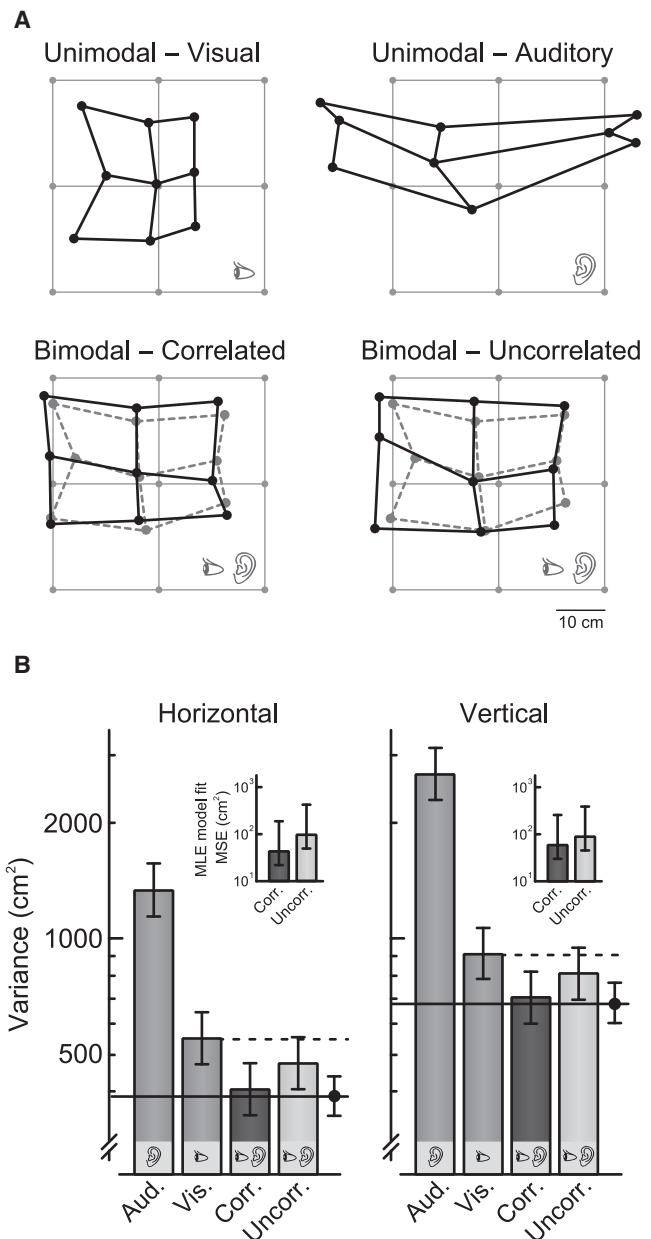 A
Unimodal – Visual
Unimodal – Auditory
Bimodal – Correlated
Bimodal – Uncorrelated
10 cm
B
Horizontal
Vertical
Variance (cm²)
2000
1000
500
MLE model fit
MSE (cm²)
10³
10²
10¹
Corr.
Uncorr.
10³
10²
10¹
Corr.
Uncorr.
Aud.
Vis.
Corr.
Uncorr.
Aud.
Vis.
Corr.
Uncorr.